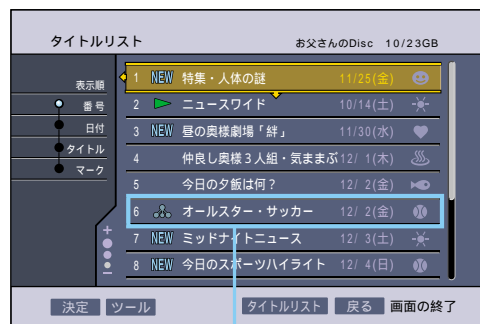 タイトルリスト お父さんのDisc 10/23GB
表示順
番号
日付
タイトル
マーク
1 NEW 特集・人体の謎 11/25(金)
2 ニュースワイド 10/14(土)
3 NEW 昼の奥様劇場「絆」 11/30(水)
4 仲良し奥様3人組・気ままぶ 12/ 1(木)
5 今日の夕飯は何? 12/ 2(金)
6 オールスター・サッカー 12/ 2(金)
7 NEW ミッドナイトニュース 12/ 3(土)
8 NEW 今日のスポーツハイライト 12/ 4(日)
決定 ツール タイトルリスト 戻る 画面の終了